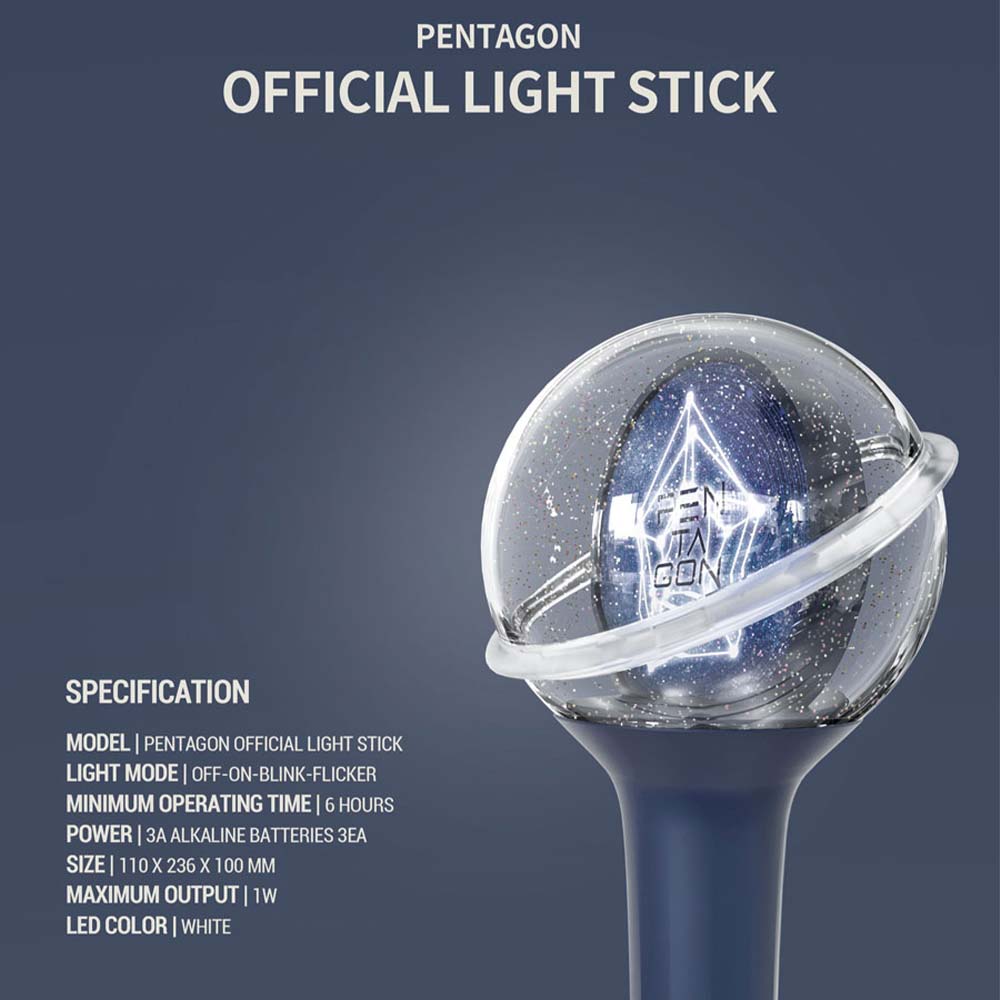 PENTAGON
OFFICIAL LIGHT STICK
PEN
TA
GON
SPECIFICATION
MODEL | PENTAGON OFFICIAL LIGHT STICK
LIGHT MODE | OFF-ON-BLINK-FLICKER
MINIMUM OPERATING TIME | 6 HOURS
POWER | 3A ALKALINE BATTERIES 3EA
SIZE | 110 X 236 X 100 MM
MAXIMUM OUTPUT | 1W
LED COLOR | WHITE